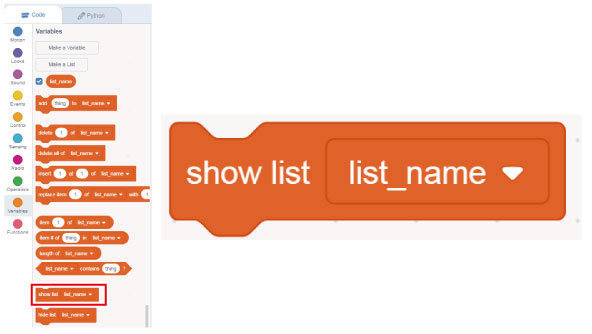 Code Python
Variables
Motion
Make a Variable
Looks
Make a List
Sound
list_name
Events
add thing to list_name
Control
delete 1 of list_name
Sensing
delete all of list_name
Radio
insert 1 at 1 of list_name
Operators
replace item 1 of list_name with 1
Variables
Functions
item 1 of list_name
item # of thing in list_name
length of list_name
list_name contains thing ?
show list list_name
hide list list_name
show list list_name